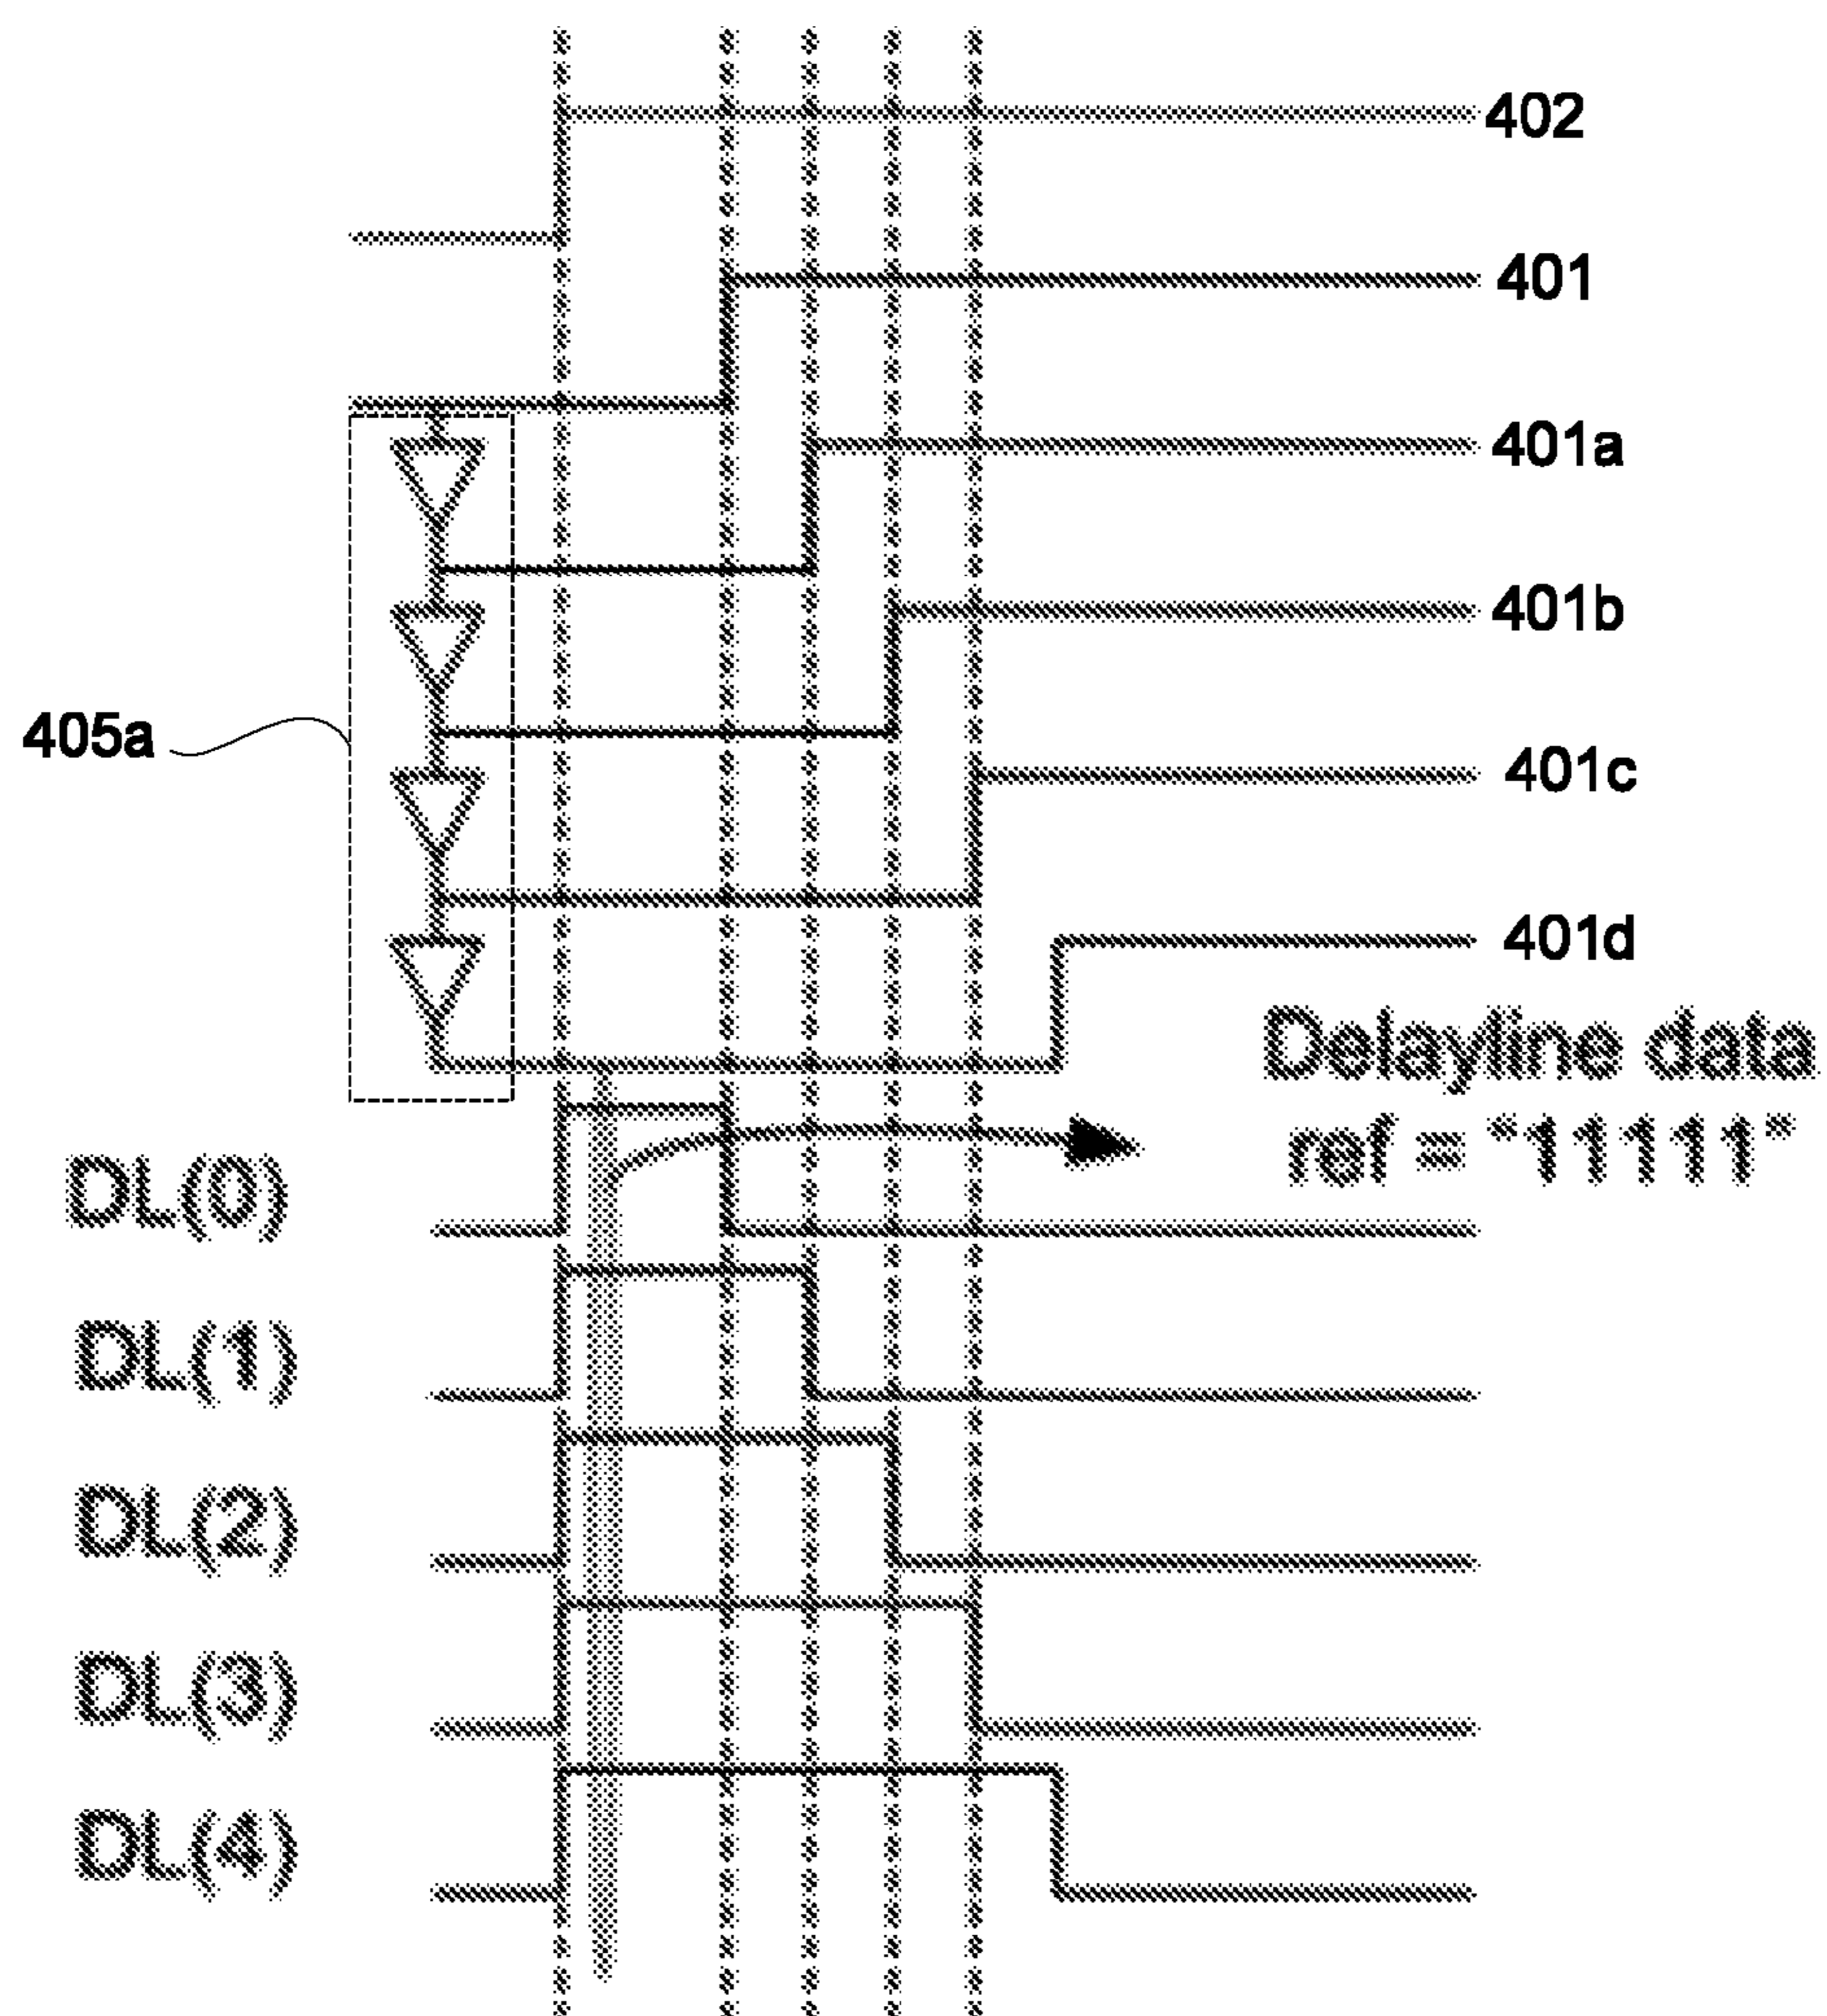 402
401
401a
401b
405a
401c
401d
Delayline data
ref = "11111"
DL(0)
DL(1)
DL(2)
DL(3)
DL(4)